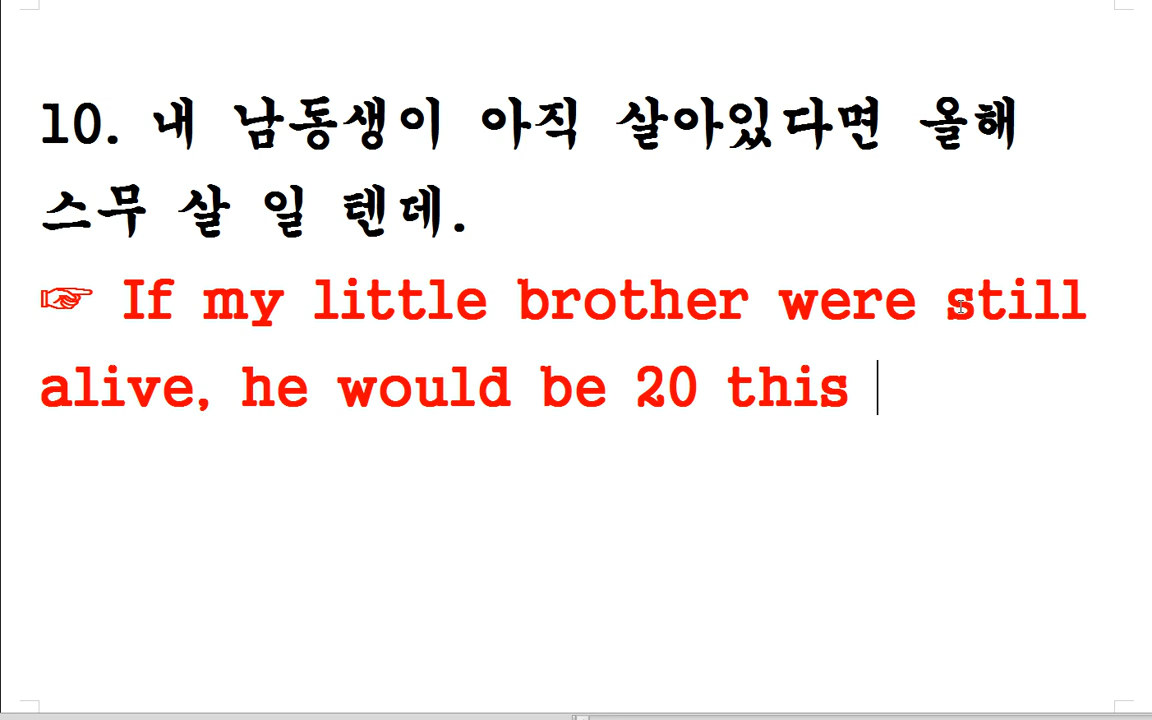 10. 내 남동생이 아직 살아있다면 올해
스무 살 일 텐데.
☞ If my little brother were still
alive, he would be 20 this